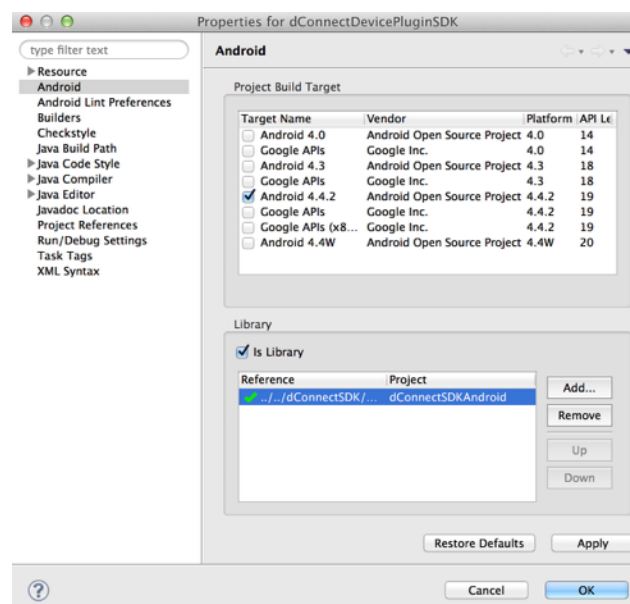 Properties for dConnectDevicePluginSDK
type filter text
Android
Resource
Android
Android Lint Preferences
Builders
Checkstyle
Java Build Path
Java Code Style
Java Compiler
Java Editor
Javadoc Location
Project References
Run/Debug Settings
Task Tags
XML Syntax
Project Build Target
Target Name Vendor Platform API Le
Android 4.0 Android Open Source Project 4.0 14
Google APIs Google Inc. 4.0 14
Android 4.3 Android Open Source Project 4.3 18
Google APIs Google Inc. 4.3 18
Android 4.4.2 Android Open Source Project 4.4.2 19
Google APIs Google Inc. 4.4.2 19
Google APIs (x8... Google Inc. 4.4.2 19
Android 4.4W Android Open Source Project 4.4W 20
Library
Is Library
Reference Project
../../dConnectSDK/... dConnectSDKAndroid
Add...
Remove
Up
Down
Restore Defaults Apply
? Cancel OK